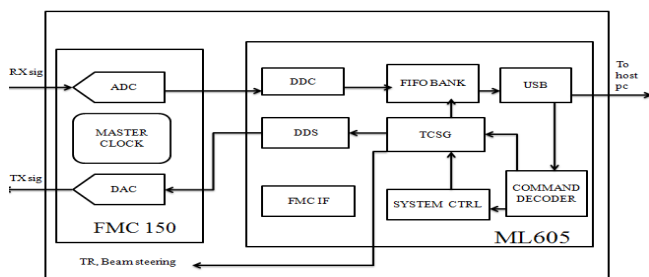 RX sig
ADC
MASTER
CLOCK
TX sig
DAC
FMC 150
DDC
FIFO BANK
USB
To
host
pc
DDS
TCSG
FMC IF
SYSTEM CTRL
COMMAND
DECODER
ML605
TR, Beam steering